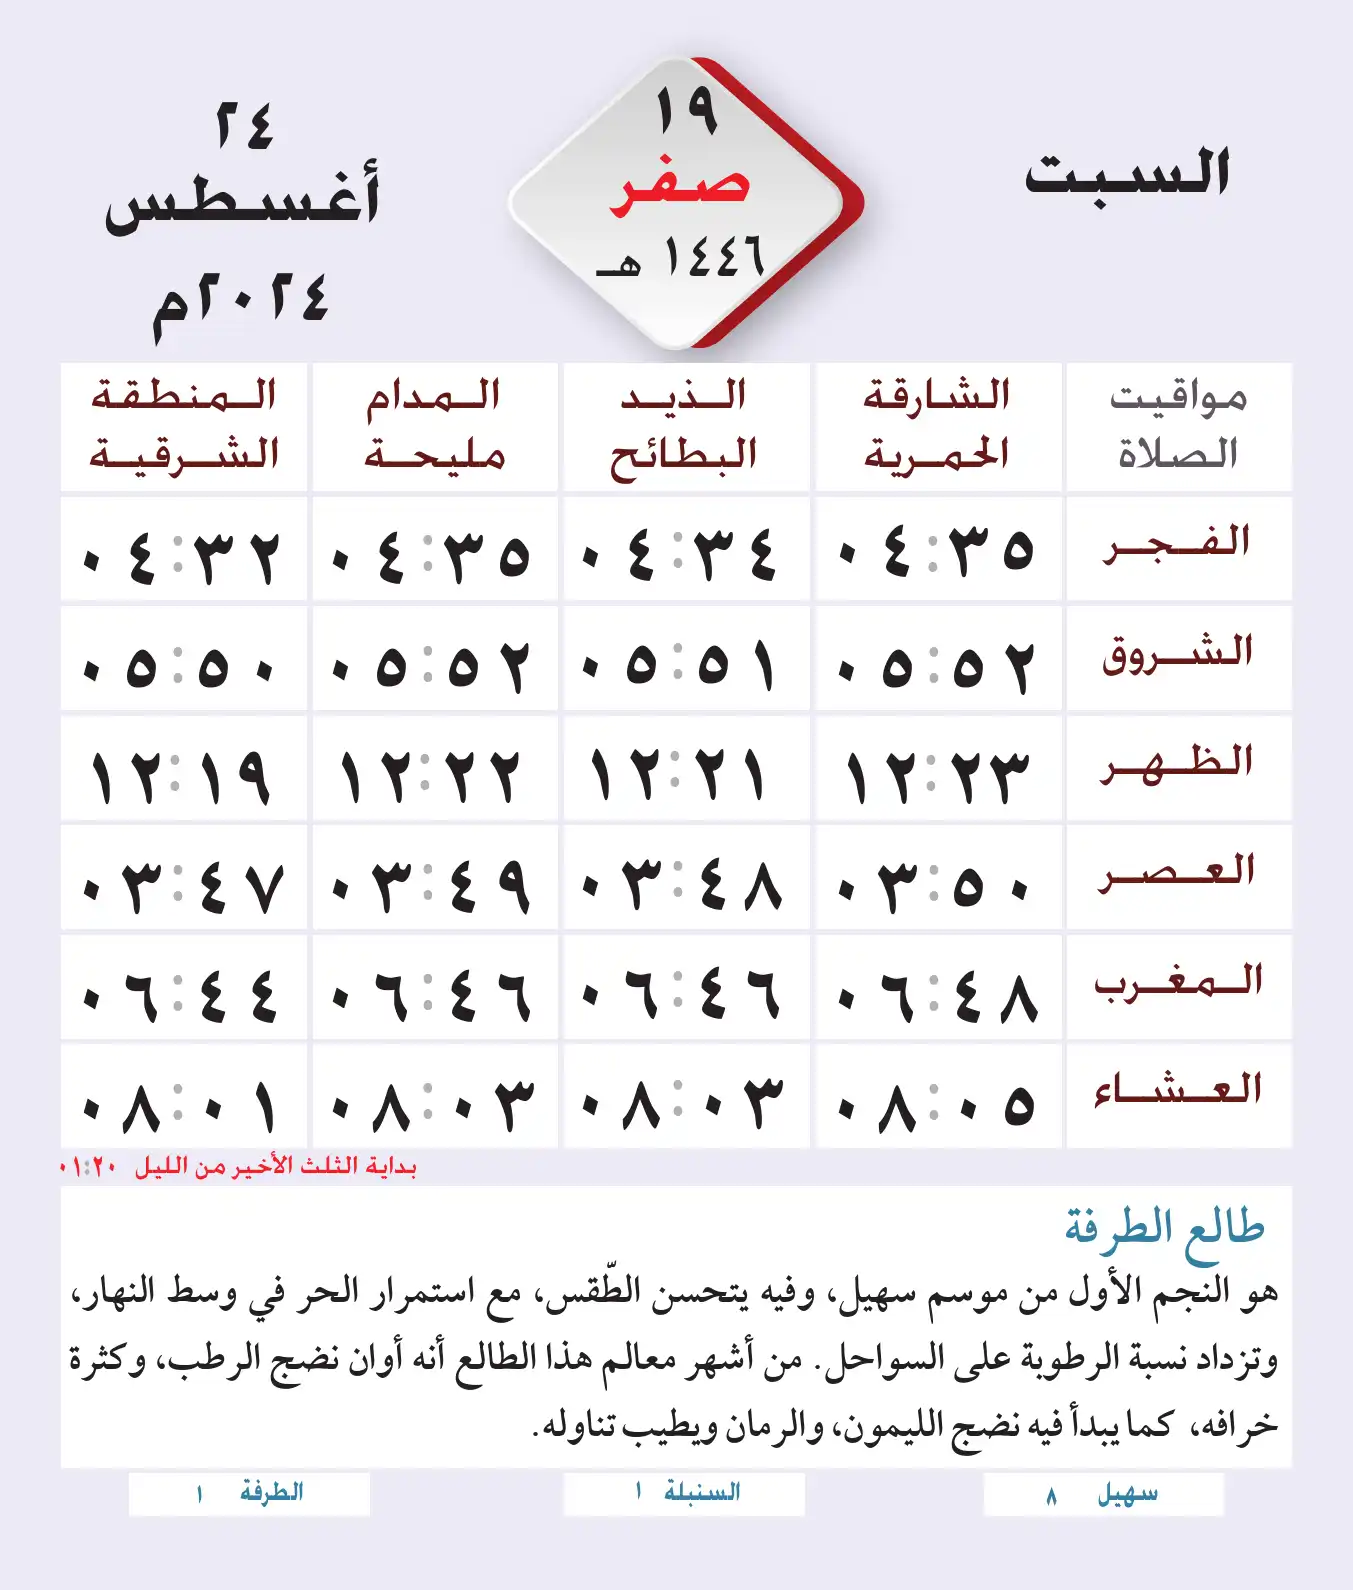 السبت
١٩
صفر
١٤٤٦ هـ
٢٤
أغسطس
٢٠٢٤م
مواقيت الصلاة	الشارقة الحمرية	الذيد البطائح	المدام مليحة	المنطقة الشرقية
الفجر	٠٤:٣٥	٠٤:٣٤	٠٤:٣٥	٠٤:٣٢
الشروق	٠٥:٥٢	٠٥:٥١	٠٥:٥٢	٠٥:٥٠
الظهر	١٢:٢٣	١٢:٢١	١٢:٢٢	١٢:١٩
العصر	٠٣:٥٠	٠٣:٤٨	٠٣:٤٩	٠٣:٤٧
المغرب	٠٦:٤٨	٠٦:٤٦	٠٦:٤٦	٠٦:٤٤
العشاء	٠٨:٠٥	٠٨:٠٣	٠٨:٠٣	٠٨:٠١
بداية الثلث الأخير من الليل ٠١:٢٠
طالع الطرفة
هو النجم الأول من موسم سهيل، وفيه يتحسن الطّقس، مع استمرار الحر في وسط النهار،
وتزداد نسبة الرطوبة على السواحل. من أشهر معالم هذا الطالع أنه أوان نضج الرطب، وكثرة
خرافه، كما يبدأ فيه نضج الليمون، والرمان ويطيب تناوله.
سهيل ٨	السنبلة ١	الطرفة ١